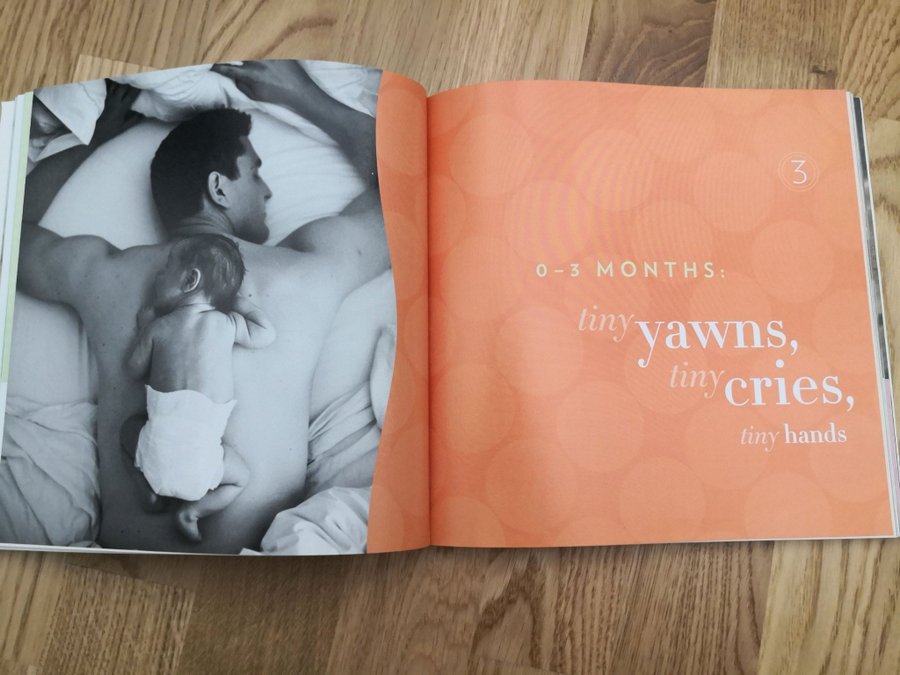 3
0–3 MONTHS:
tiny yawns,
tiny cries,
tiny hands